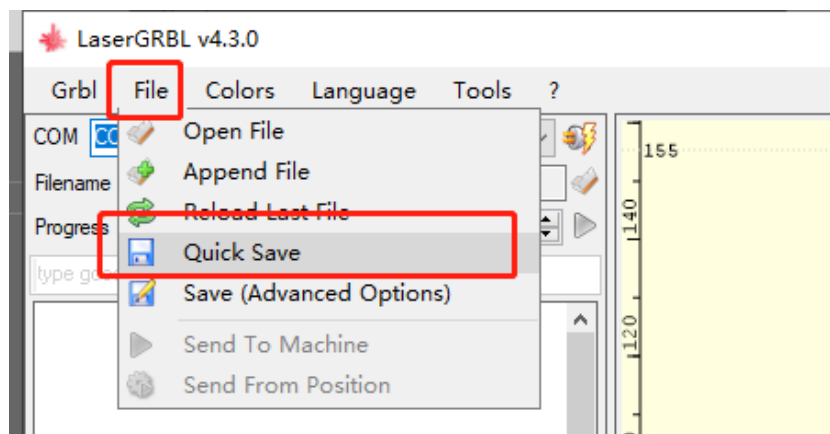 LaserGRBL v4.3.0
Grbl File Colors Language Tools ?
COM
Open File
Filename
Append File
Progress
Reload Last File
Quick Save
Save (Advanced Options)
Send To Machine
Send From Position
155
140
120